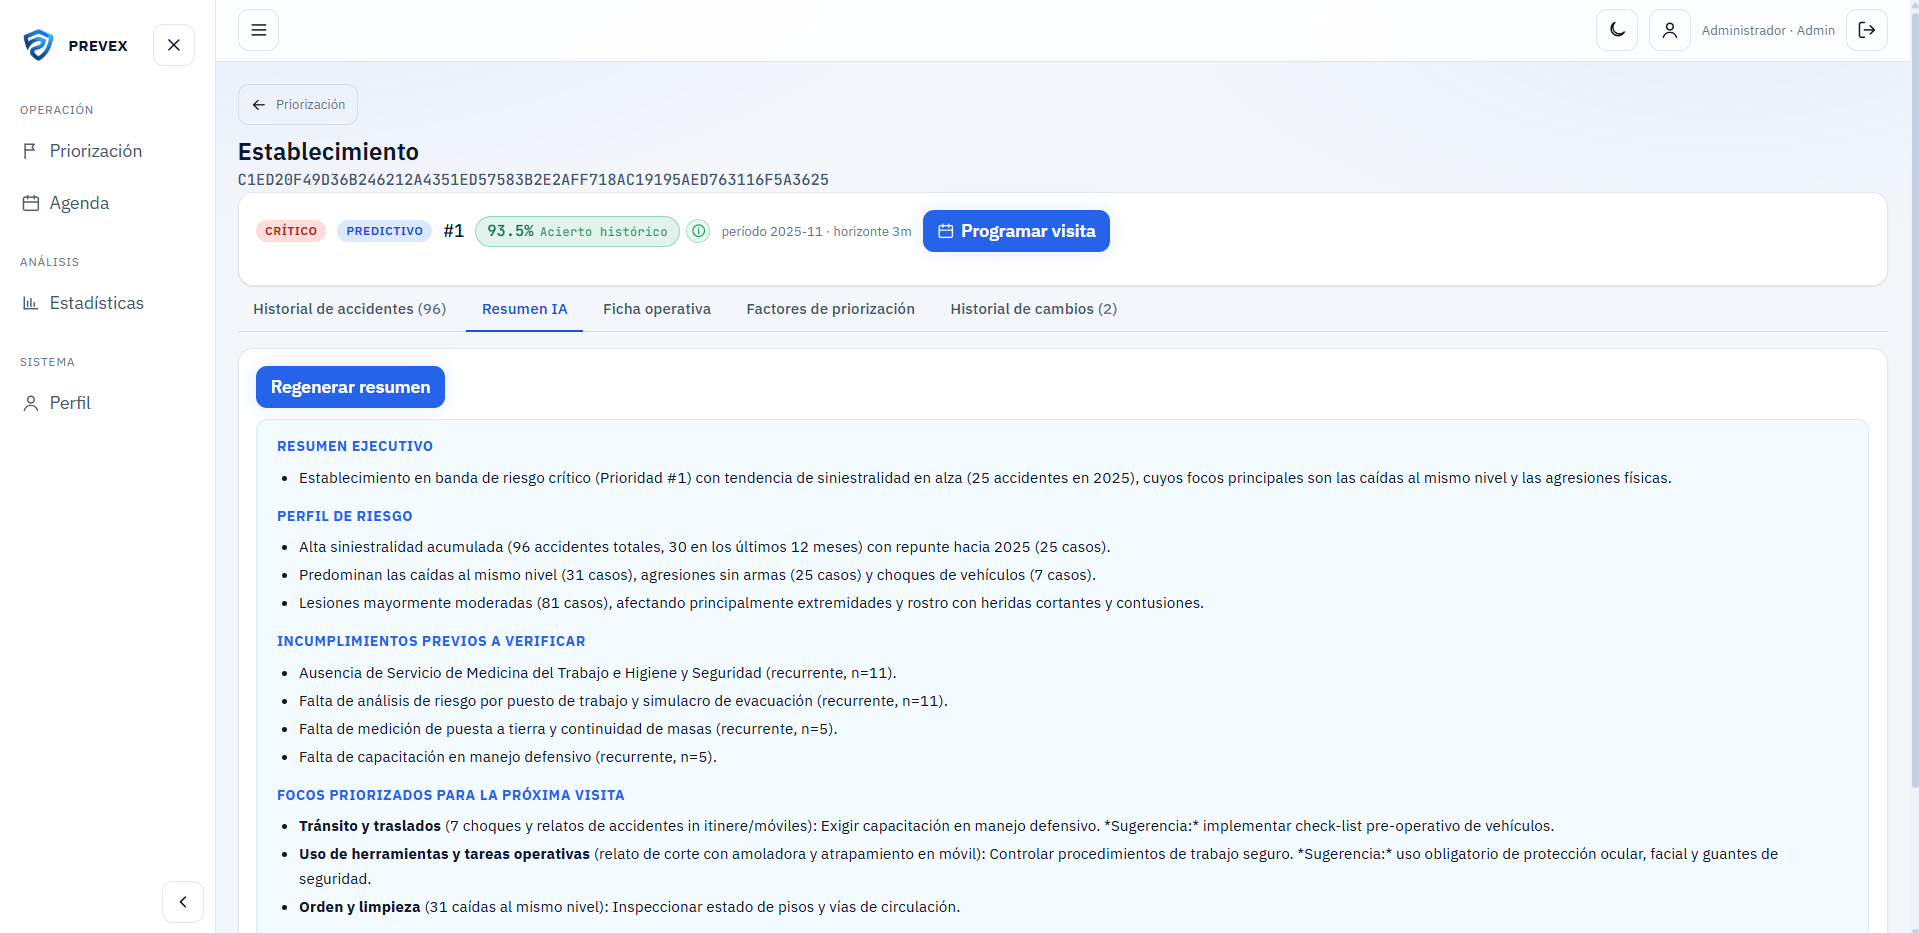 PREVEX
OPERACIÓN
Priorización
Agenda
ANÁLISIS
Estadísticas
SISTEMA
Perfil
Administrador · Admin
Priorización
Establecimiento
C1ED20F49D36B246212A4351ED57583B2E2AFF718AC19195AED763116F5A3625
CRÍTICO PREDICTIVO #1 93.5% Acierto histórico período 2025-11 · horizonte 3m Programar visita
Historial de accidentes (96) Resumen IA Ficha operativa Factores de priorización Historial de cambios (2)
Regenerar resumen
RESUMEN EJECUTIVO
• Establecimiento en banda de riesgo crítico (Prioridad #1) con tendencia de siniestralidad en alza (25 accidentes en 2025), cuyos focos principales son las caídas al mismo nivel y las agresiones físicas.
PERFIL DE RIESGO
• Alta siniestralidad acumulada (96 accidentes totales, 30 en los últimos 12 meses) con repunte hacia 2025 (25 casos).
• Predominan las caídas al mismo nivel (31 casos), agresiones sin armas (25 casos) y choques de vehículos (7 casos).
• Lesiones mayormente moderadas (81 casos), afectando principalmente extremidades y rostro con heridas cortantes y contusiones.
INCUMPLIMIENTOS PREVIOS A VERIFICAR
• Ausencia de Servicio de Medicina del Trabajo e Higiene y Seguridad (recurrente, n=11).
• Falta de análisis de riesgo por puesto de trabajo y simulacro de evacuación (recurrente, n=11).
• Falta de medición de puesta a tierra y continuidad de masas (recurrente, n=5).
• Falta de capacitación en manejo defensivo (recurrente, n=5).
FOCOS PRIORIZADOS PARA LA PRÓXIMA VISITA
• Tránsito y traslados (7 choques y relatos de accidentes in itinere/móviles): Exigir capacitación en manejo defensivo. *Sugerencia:* implementar check-list pre-operativo de vehículos.
• Uso de herramientas y tareas operativas (relato de corte con amoladora y atrapamiento en móvil): Controlar procedimientos de trabajo seguro. *Sugerencia:* uso obligatorio de protección ocular, facial y guantes de
seguridad.
• Orden y limpieza (31 caídas al mismo nivel): Inspeccionar estado de pisos y vías de circulación.